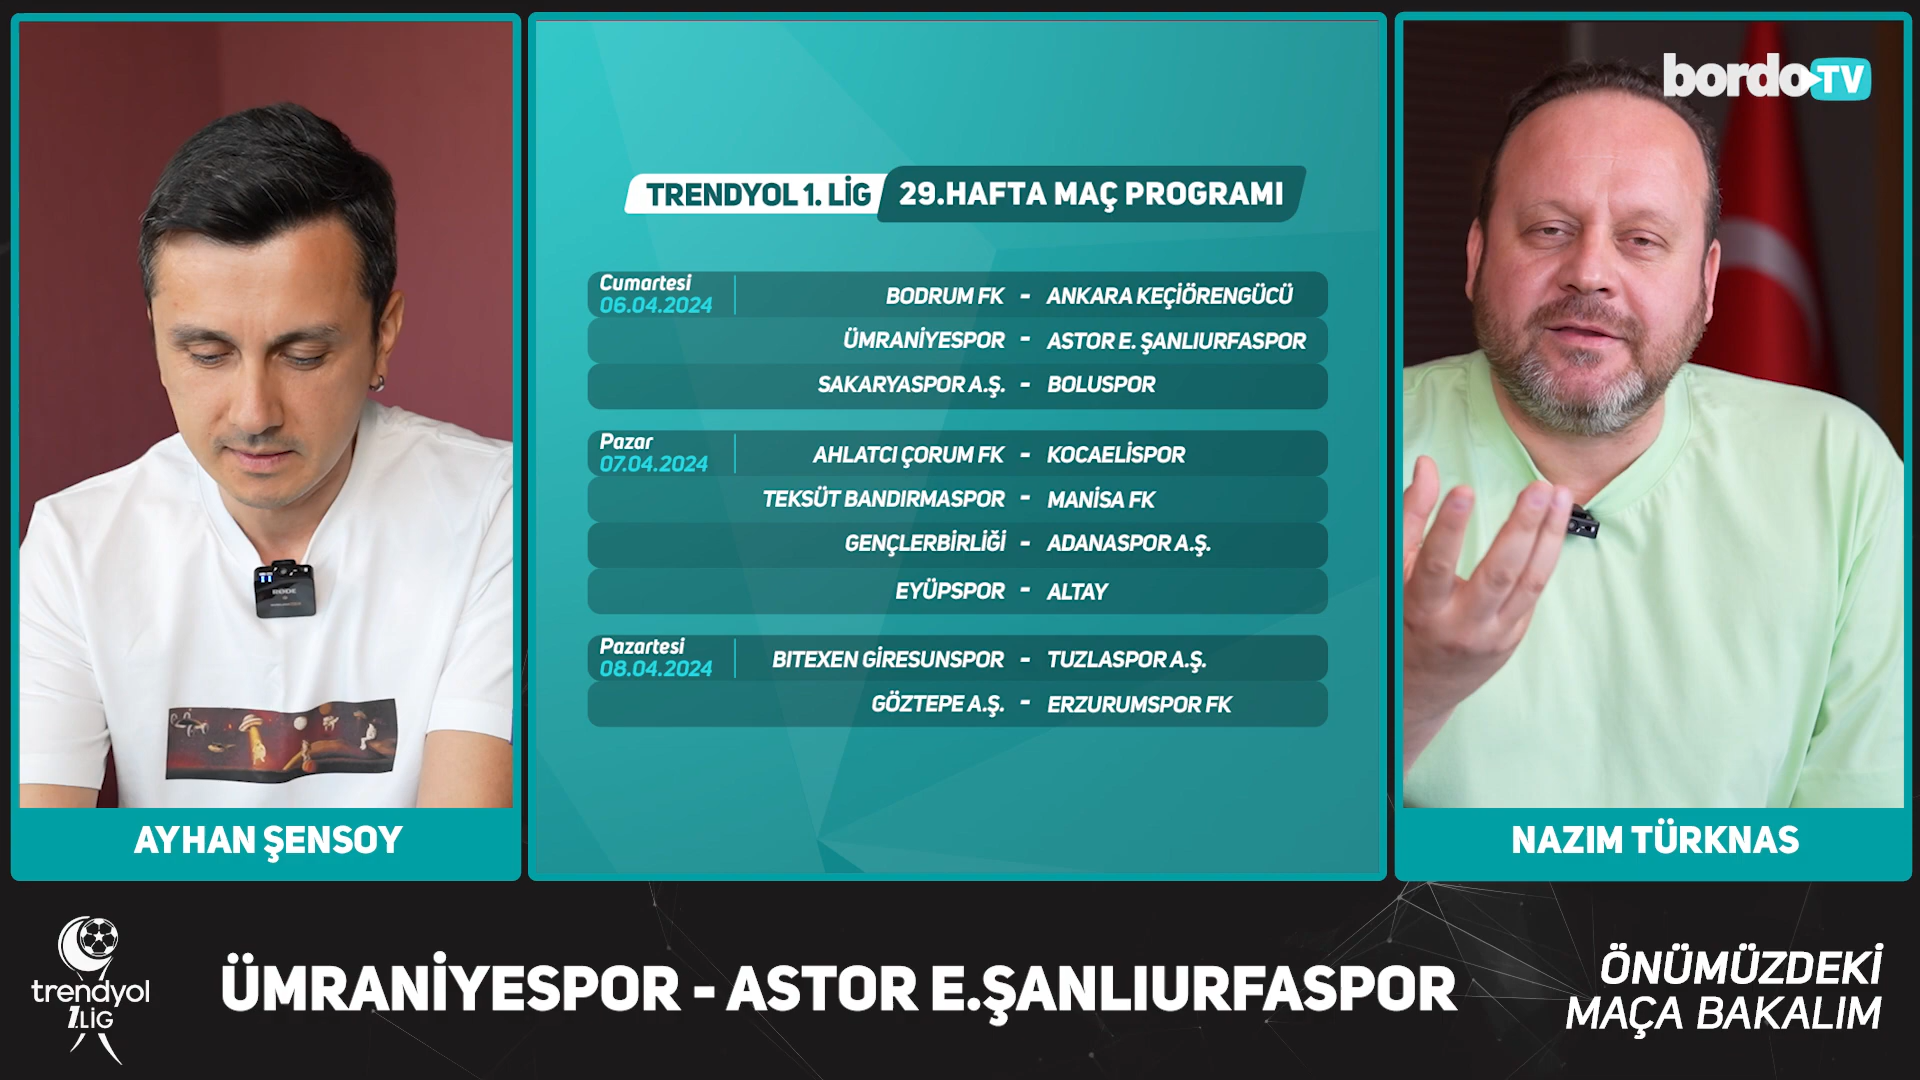 bordo TV
TRENDYOL 1. LİG 29.HAFTA MAÇ PROGRAMI
Cumartesi
06.04.2024
BODRUM FK - ANKARA KEÇİÖRENGÜCÜ
ÜMRANİYESPOR - ASTOR E. ŞANLIURFASPOR
SAKARYASPOR A.Ş. - BOLUSPOR
Pazar
07.04.2024
AHLATCI ÇORUM FK - KOCAELİSPOR
TEKSÜT BANDIRMASPOR - MANİSA FK
GENÇLERBİRLİĞİ - ADANASPOR A.Ş.
EYÜPSPOR - ALTAY
Pazartesi
08.04.2024
BITEXEN GİRESUNSPOR - TUZLASPOR A.Ş.
GÖZTEPE A.Ş. - ERZURUMSPOR FK
RODE
AYHAN ŞENSOY
NAZIM TÜRKNAS
trendyol
1.LİG
ÜMRANİYESPOR - ASTOR E.ŞANLIURFASPOR
ÖNÜMÜZDEKİ
MAÇA BAKALIM